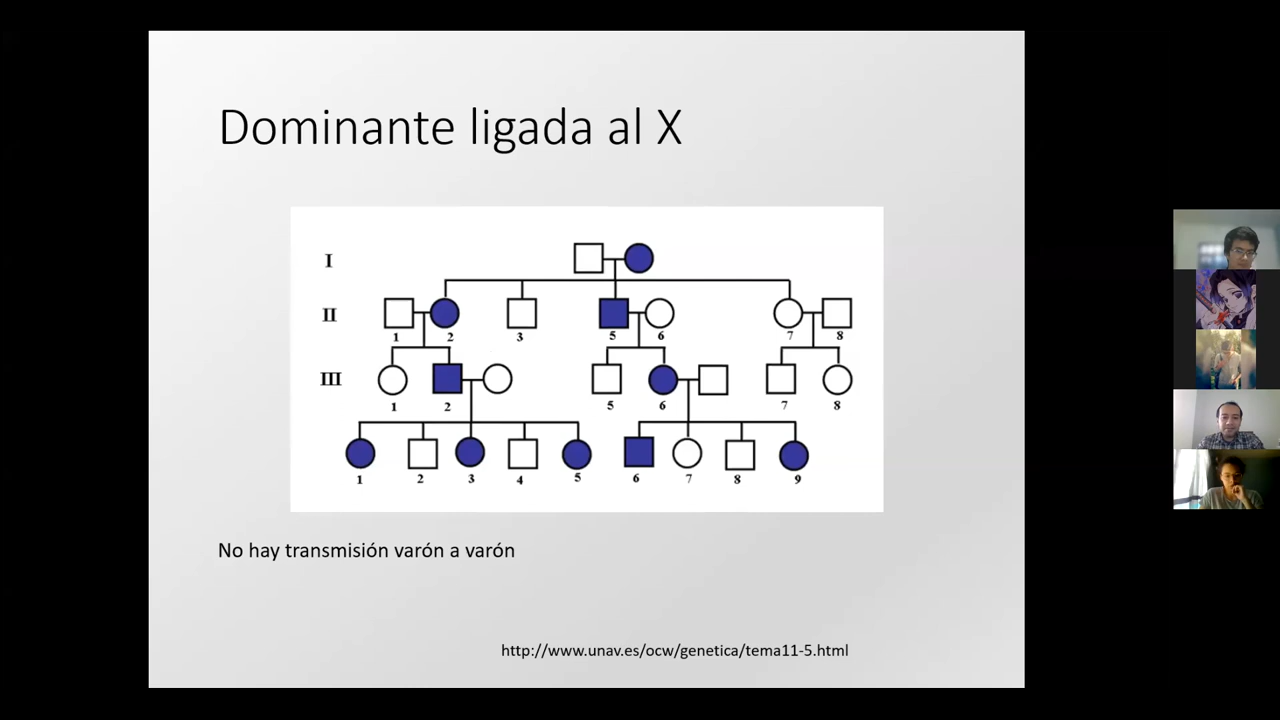 Dominante ligada al X
I
II
1 2 3 5 6 7 8
III
1 2 5 6 7 8
1 2 3 4 5 6 7 8 9
No hay transmisión varón a varón
http://www.unav.es/ocw/genetica/tema11-5.html